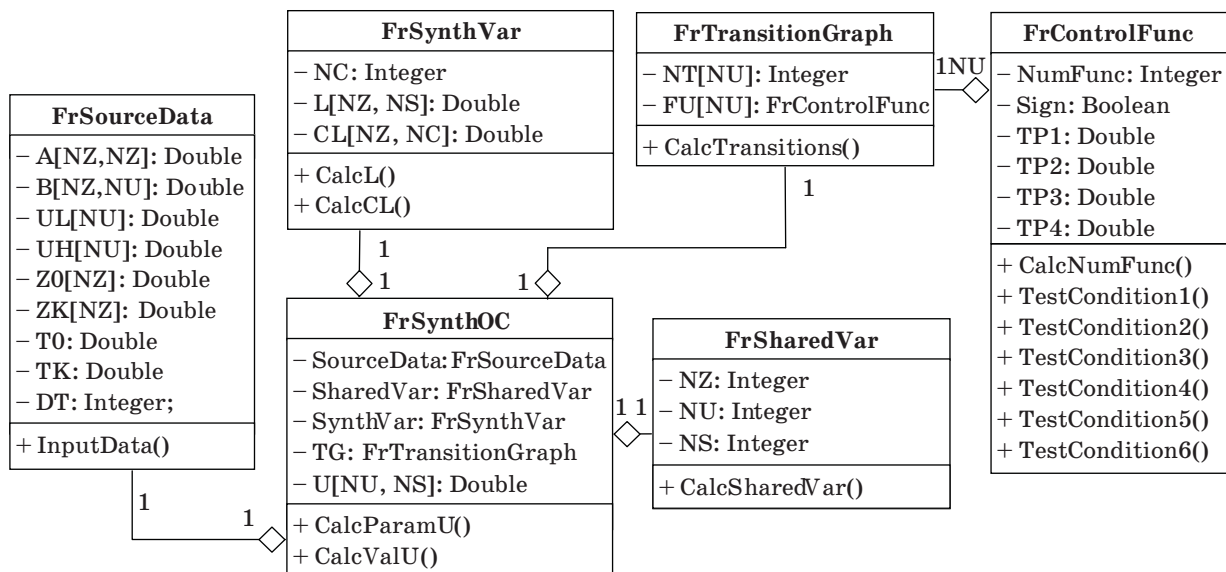 FrSourceData
− A[NZ,NZ]: Double
− B[NZ,NU]: Double
− UL[NU]: Double
− UH[NU]: Double
− Z0[NZ]: Double
− ZK[NZ]: Double
− T0: Double
− TK: Double
− DT: Integer;
+ InputData()
1
1
FrSynthVar
− NC: Integer
− L[NZ, NS]: Double
− CL[NZ, NC]: Double
+ CalcL()
+ CalcCL()
1
1
FrTransitionGraph
− NT[NU]: Integer
− FU[NU]: FrControlFunc
+ CalcTransitions()
1NU
1
1
FrControlFunc
− NumFunc: Integer
− Sign: Boolean
− TP1: Double
− TP2: Double
− TP3: Double
− TP4: Double
+ CalcNumFunc()
+ TestCondition1()
+ TestCondition2()
+ TestCondition3()
+ TestCondition4()
+ TestCondition5()
+ TestCondition6()
FrSynthOC
− SourceData: FrSourceData
− SharedVar: FrSharedVar
− SynthVar: FrSynthVar
− TG: FrTransitionGraph
− U[NU, NS]: Double
+ CalcParamU()
+ CalcValU()
1 1
FrSharedVar
− NZ: Integer
− NU: Integer
− NS: Integer
+ CalcSharedVar()